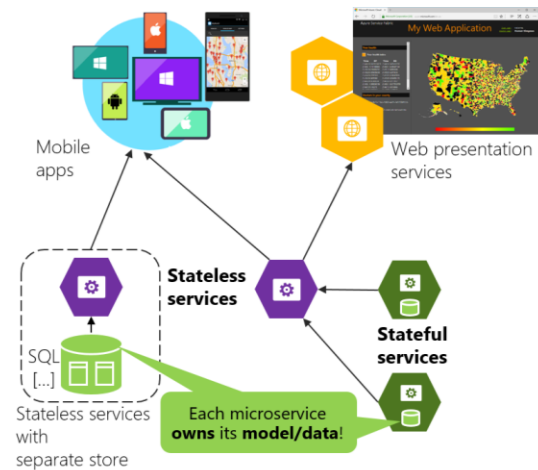 My Web Application
Mobile
apps
Web presentation
services
Stateless
services
Stateful
services
SQL
[...]
Each microservice
owns its model/data!
Stateless services
with
separate store